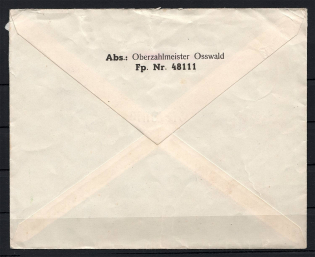 Abs.: Oberzahlmeister Osswald
Fp. Nr. 48111